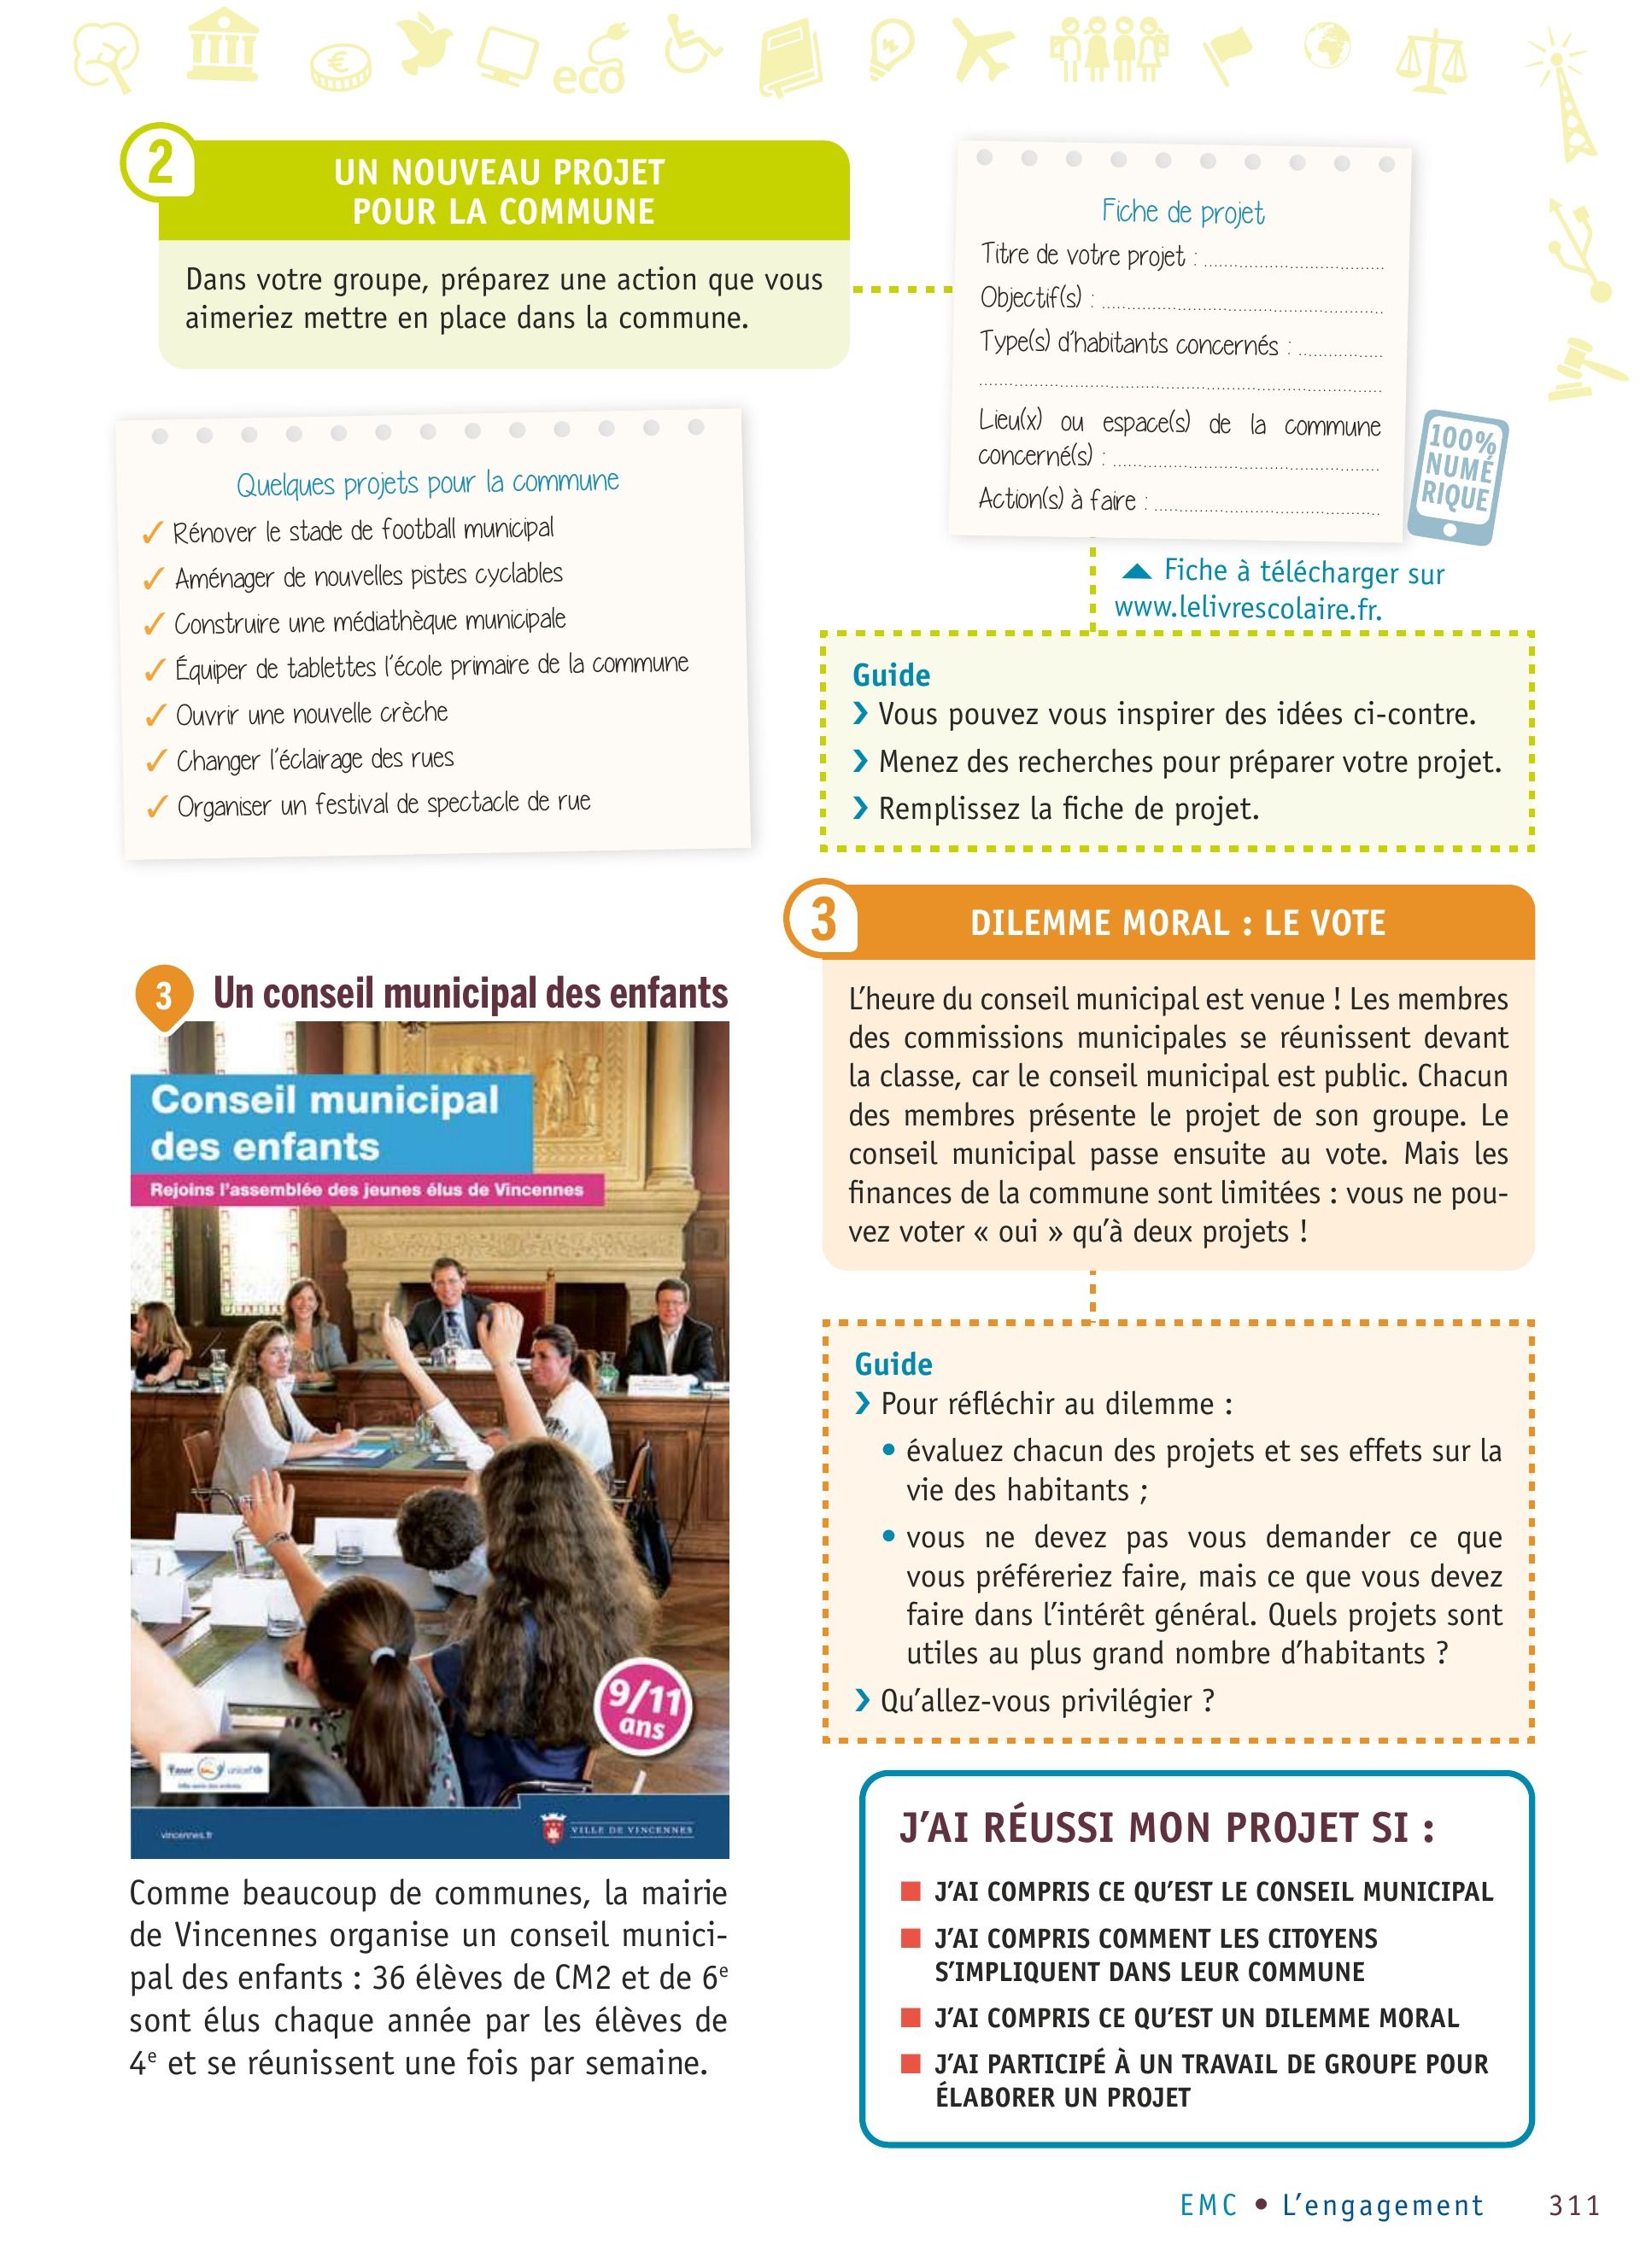 eco
2
UN NOUVEAU PROJET
POUR LA COMMUNE
Dans votre groupe, préparez une action que vous
aimeriez mettre en place dans la commune.
Fiche de projet
Titre de votre projet : ........................................
Objectif(s) : ........................................
Type(s) d'habitants concernés : ....................
........................................
Lieu(x) ou espace(s) de la commune
concerné(s) : ........................................
Action(s) à faire : ........................................
100%
NUMÉ
RIQUE
Fiche à télécharger sur
www.lelivrescolaire.fr.
Quelques projets pour la commune
✓ Rénover le stade de football municipal
✓ Aménager de nouvelles pistes cyclables
✓ Construire une médiathèque municipale
✓ Équiper de tablettes l'école primaire de la commune
✓ Ouvrir une nouvelle crèche
✓ Changer l'éclairage des rues
✓ Organiser un festival de spectacle de rue
Guide
› Vous pouvez vous inspirer des idées ci-contre.
› Menez des recherches pour préparer votre projet.
› Remplissez la fiche de projet.
3 Un conseil municipal des enfants
Conseil municipal
des enfants
Rejoins l'assemblée des jeunes élus de Vincennes
9/11
ans
unicef
vincennes.fr
VILLE DE VINCENNES
Comme beaucoup de communes, la mairie
de Vincennes organise un conseil munici-
pal des enfants : 36 élèves de CM2 et de 6e
sont élus chaque année par les élèves de
4e et se réunissent une fois par semaine.
3
DILEMME MORAL : LE VOTE
L'heure du conseil municipal est venue ! Les membres
des commissions municipales se réunissent devant
la classe, car le conseil municipal est public. Chacun
des membres présente le projet de son groupe. Le
conseil municipal passe ensuite au vote. Mais les
finances de la commune sont limitées : vous ne pou-
vez voter « oui » qu'à deux projets !
Guide
› Pour réfléchir au dilemme :
• évaluez chacun des projets et ses effets sur la
vie des habitants ;
• vous ne devez pas vous demander ce que
vous préféreriez faire, mais ce que vous devez
faire dans l'intérêt général. Quels projets sont
utiles au plus grand nombre d'habitants ?
› Qu'allez-vous privilégier ?
J'AI RÉUSSI MON PROJET SI :
■ J'AI COMPRIS CE QU'EST LE CONSEIL MUNICIPAL
■ J'AI COMPRIS COMMENT LES CITOYENS
S'IMPLIQUENT DANS LEUR COMMUNE
■ J'AI COMPRIS CE QU'EST UN DILEMME MORAL
■ J'AI PARTICIPÉ À UN TRAVAIL DE GROUPE POUR
ÉLABORER UN PROJET
EMC • L'engagement 311